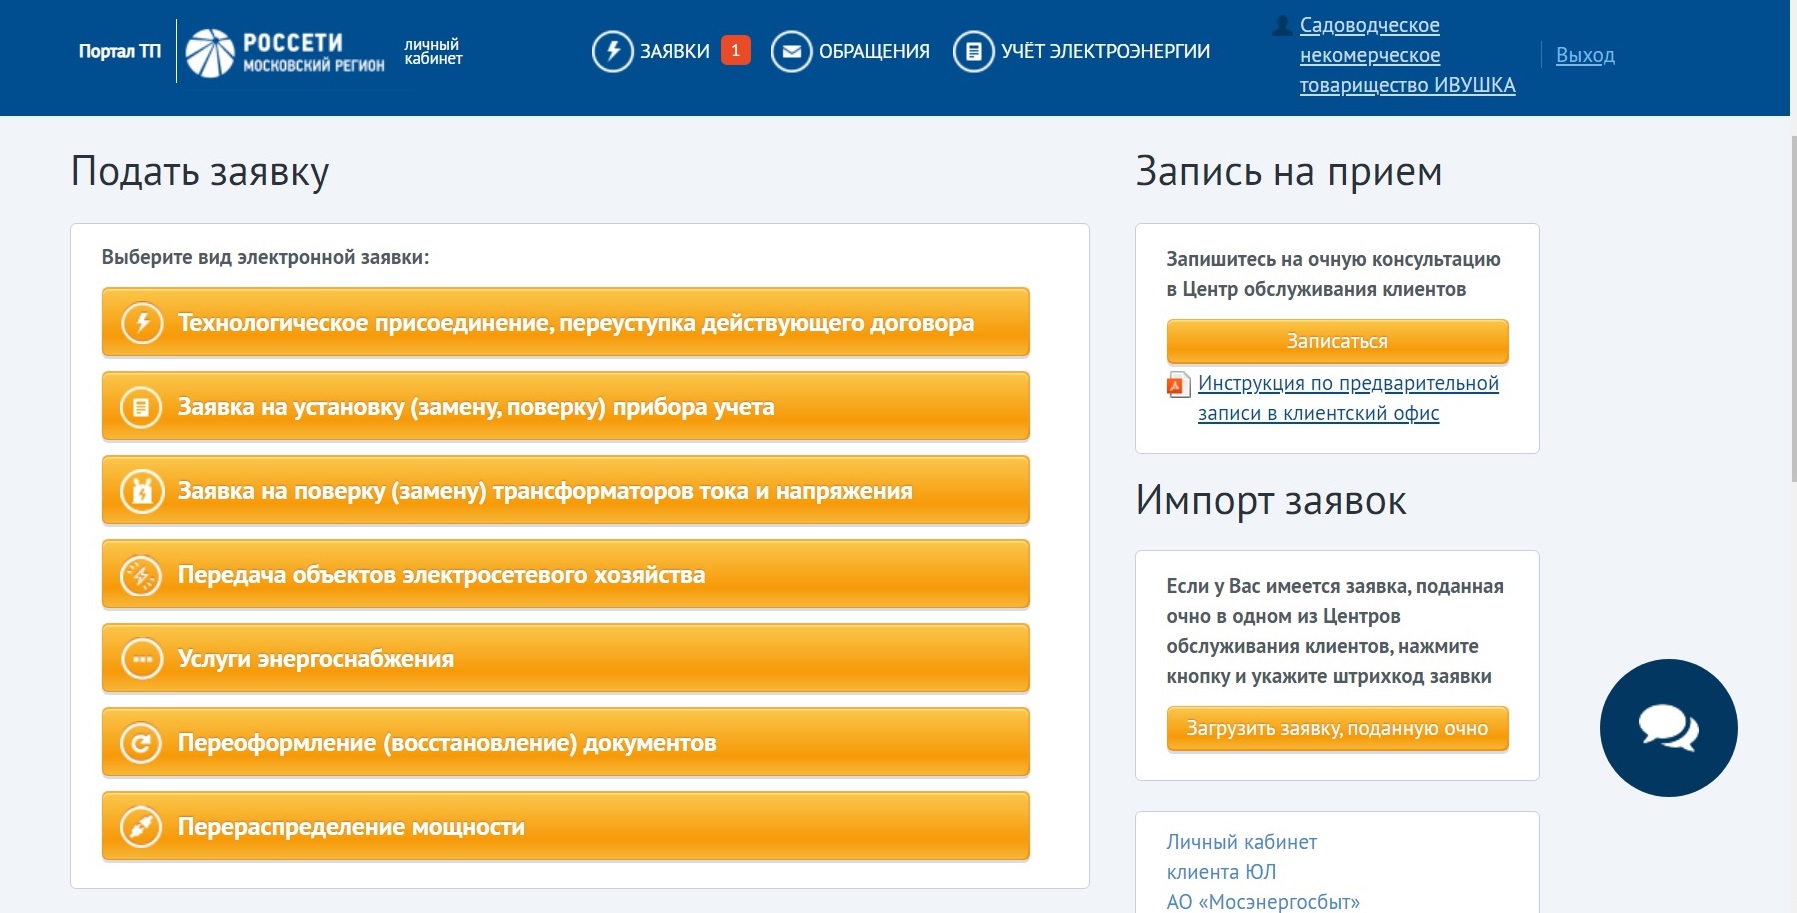 Портал ТП
РОССЕТИ
МОСКОВСКИЙ РЕГИОН
личный
кабинет
ЗАЯВКИ 1
ОБРАЩЕНИЯ
УЧЁТ ЭЛЕКТРОЭНЕРГИИ
Садоводческое
некомерческое
товарищество ИВУШКА
Выход
Подать заявку
Выберите вид электронной заявки:
Технологическое присоединение, переуступка действующего договора
Заявка на установку (замену, поверку) прибора учета
Заявка на поверку (замену) трансформаторов тока и напряжения
Передача объектов электросетевого хозяйства
Услуги энергоснабжения
Переоформление (восстановление) документов
Перераспределение мощности
Запись на прием
Запишитесь на очную консультацию
в Центр обслуживания клиентов
Записаться
Инструкция по предварительной
записи в клиентский офис
Импорт заявок
Если у Вас имеется заявка, поданная
очно в одном из Центров
обслуживания клиентов, нажмите
кнопку и укажите штрихкод заявки
Загрузить заявку, поданную очно
Личный кабинет
клиента ЮЛ
АО «Мосэнергосбыт»